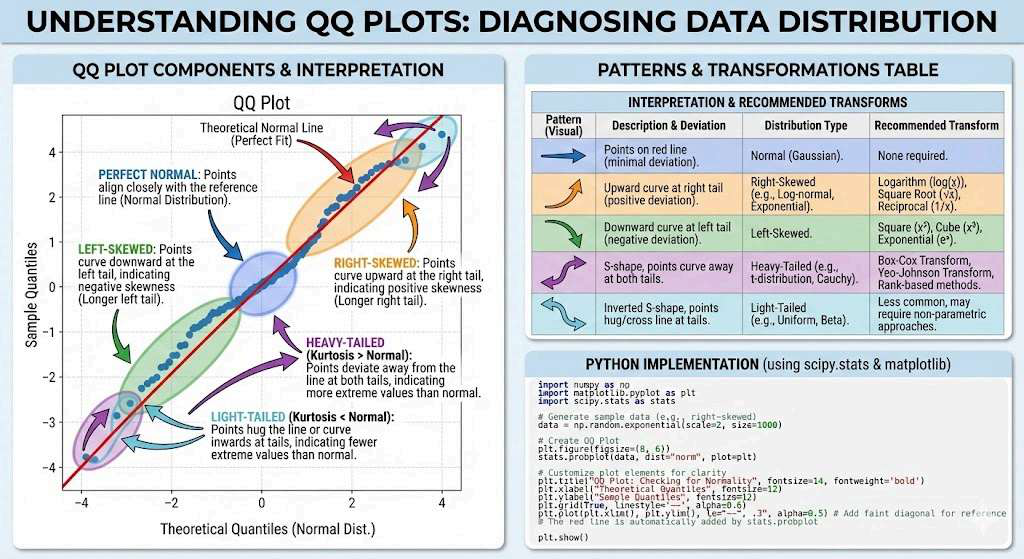 UNDERSTANDING QQ PLOTS: DIAGNOSING DATA DISTRIBUTION
QQ PLOT COMPONENTS & INTERPRETATION
QQ Plot
Theoretical Normal Line
(Perfect Fit)
PERFECT NORMAL: Points
align closely with the reference
line (Normal Distribution).
LEFT-SKEWED: Points
curve downward at the
left tail, indicating
negative skewness
(Longer left tail).
RIGHT-SKEWED: Points
curve upward at the right tail,
indicating positive skewness
(Longer right tail).
HEAVY-TAILED
(Kurtosis > Normal):
Points deviate away from the
line at both tails, indicating
more extreme values than normal.
LIGHT-TAILED (Kurtosis < Normal):
Points hug the line or curve
inwards at tails, indicating fewer
extreme values than normal.
Sample Quantiles
4
2
2
1
0
−1
−2
−2
−3
−4
−4
−2
0
2
4
Theoretical Quantiles (Normal Dist.)
PATTERNS & TRANSFORMATIONS TABLE
INTERPRETATION & RECOMMENDED TRANSFORMS
Pattern
(Visual)
Description & Deviation
Distribution Type
Recommended Transform
Points on red line
(minimal deviation).
Normal (Gaussian).
None required.
Upward curve at right tail
(positive deviation).
Right-Skewed
(e.g., Log-normal,
Exponential).
Logarithm (log(x)),
Square Root (√x),
Reciprocal (1/x).
Downward curve at left tail
(negative deviation).
Left-Skewed.
Square (x²), Cube (x³),
Exponential (eˣ).
S-shape, points curve away
at both tails.
Heavy-Tailed (e.g.,
t-distribution, Cauchy).
Box-Cox Transform,
Yeo-Johnson Transform,
Rank-based methods.
Inverted S-shape, points
hug/cross line at tails.
Light-Tailed
(e.g., Uniform, Beta).
Less common, may
require non-parametric
approaches.
PYTHON IMPLEMENTATION (using scipy.stats & matplotlib)
import numpy as np
import matplotlib.pyplot as plt
import scipy.stats as stats
# Generate sample data (e.g., right-skewed)
data = np.random.exponential(scale=2, size=1000)
# Create QQ Plot
plt.figure(figsize=(8, 6))
stats.probplot(data, dist="norm", plot=plt)
# Customize plot elements for clarity
plt.title("QQ Plot: Checking for Normality", fontsize=14, fontweight='bold')
plt.xlabel("Theoretical Quantiles", fontsize=12)
plt.ylabel("Sample Quantiles", fontsize=12)
plt.grid(True, linestyle='--', alpha=0.6)
plt.plot(plt.xlim(), plt.ylim(), alpha=0.5) # Add faint diagonal for reference
# The red line is automatically added by stats.probplot
plt.show()